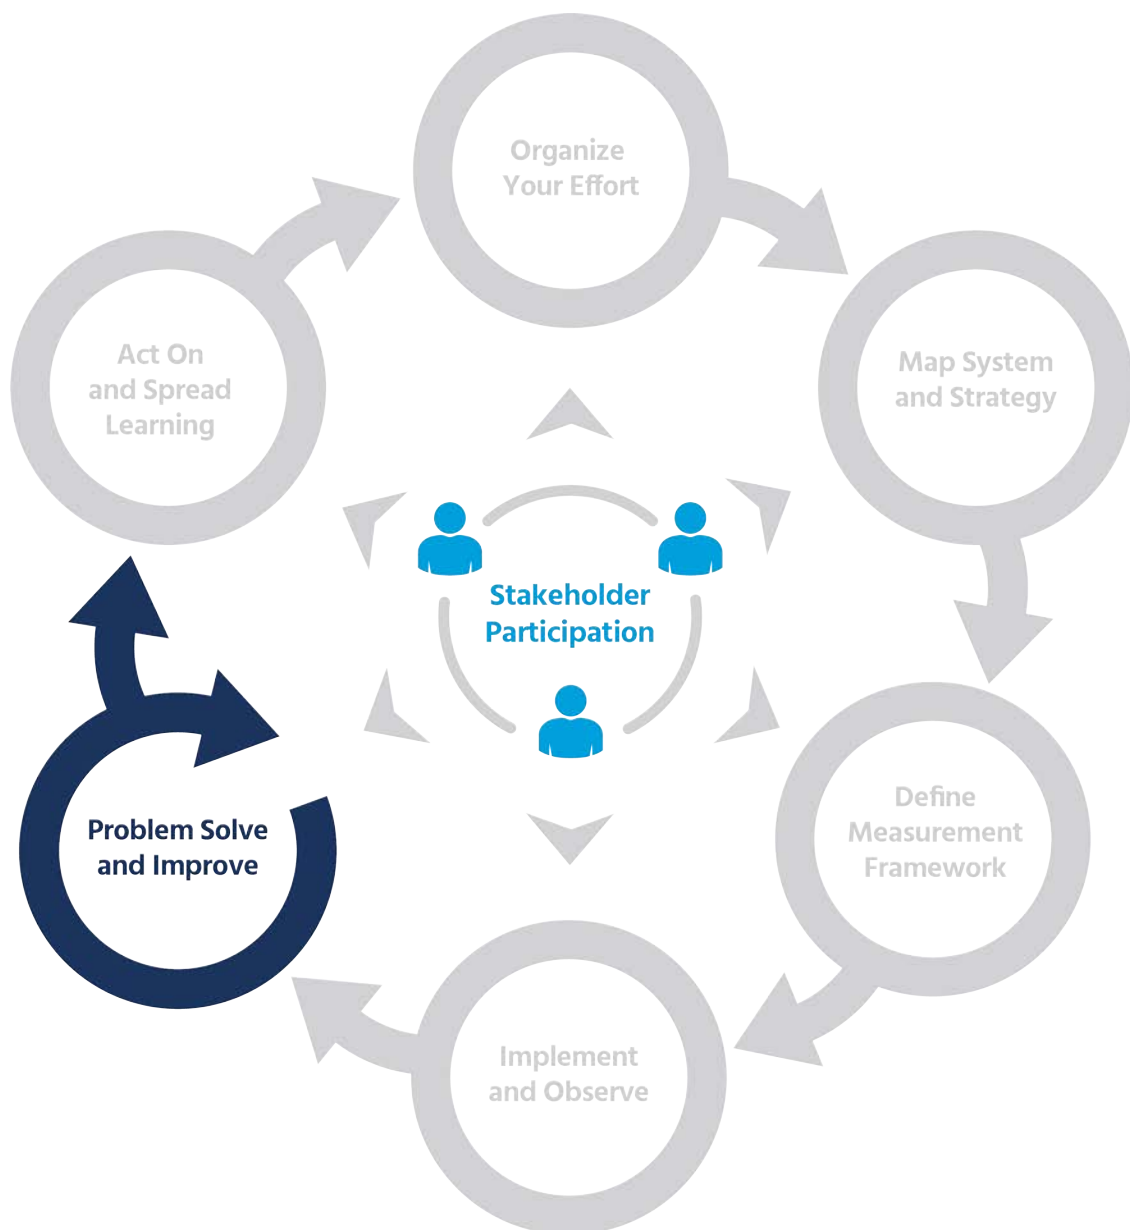 Organize
Your Effort
Map System
and Strategy
Define
Measurement
Framework
Implement
and Observe
Problem Solve
and Improve
Act On
and Spread
Learning
Stakeholder
Participation